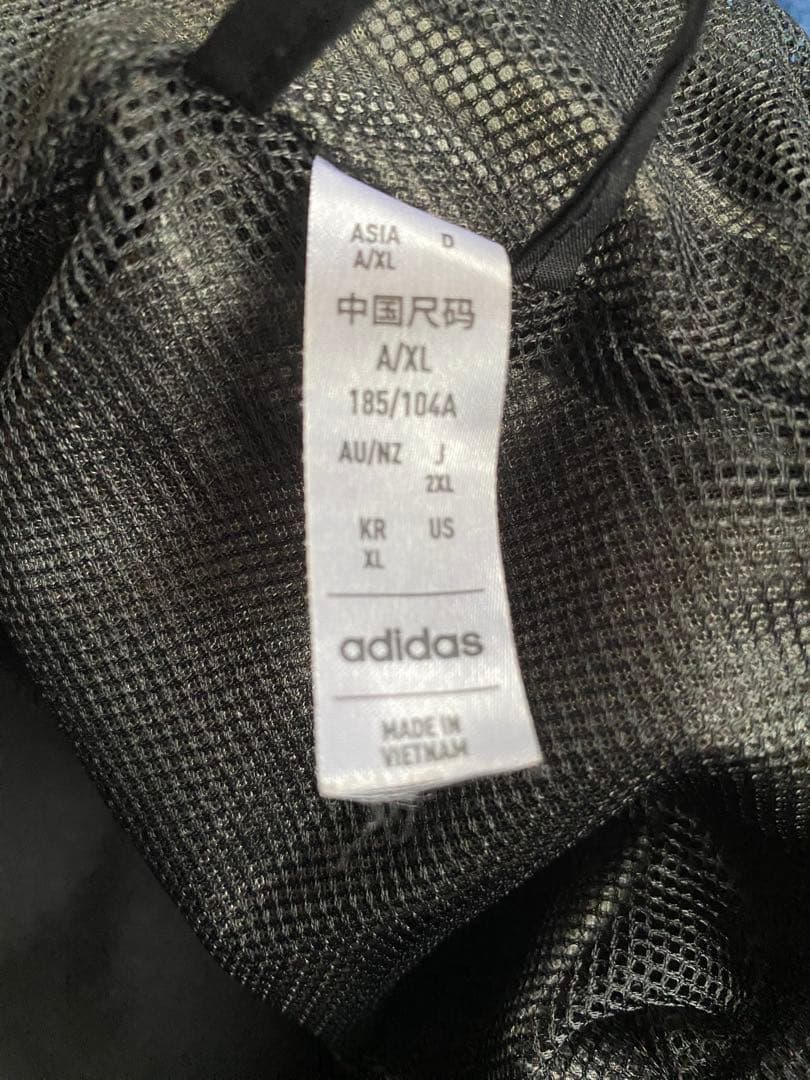 ASIA D
A/XL
中国尺码
A/XL
185/104A
AU/NZ J
2XL
KR US
XL
adidas
MADE IN
VIETNAM